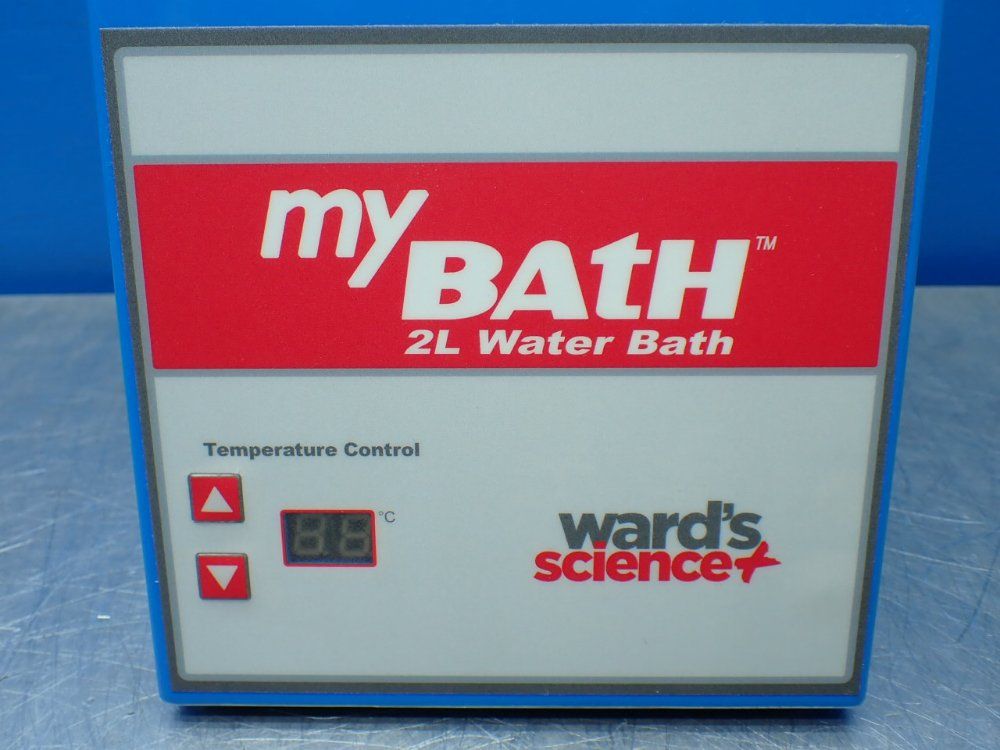 my
BAtH™
2L Water Bath
Temperature Control
°C
ward's
science+